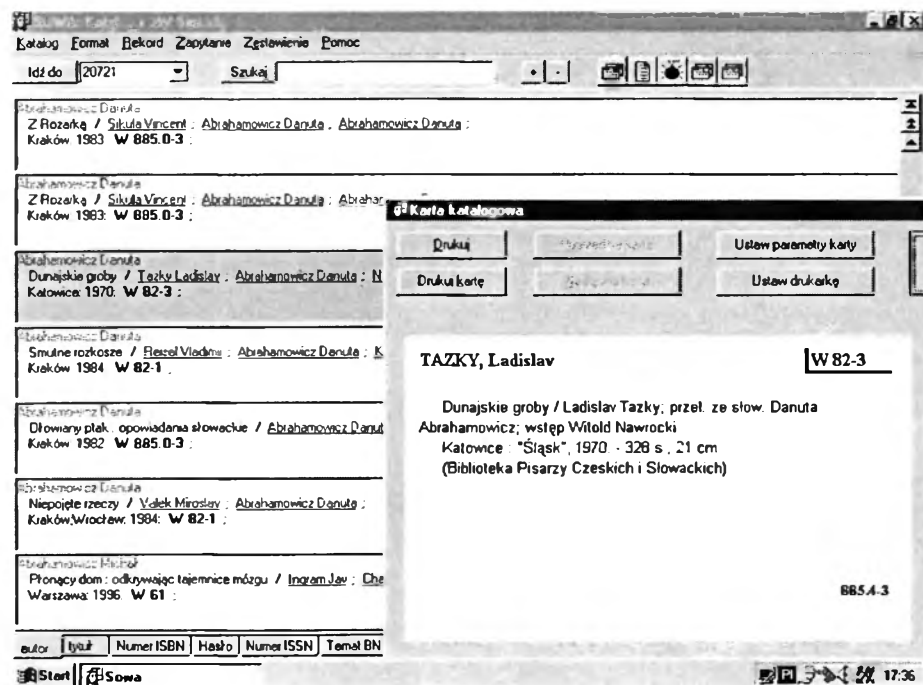 Katalog Format Rekord Zapytanie Zestawienie Pomoc
Idź do 20721 Szukaj + -
Abrahamowicz Danuta
Z Rozarką / Sikula Vincent ; Abrahamowicz Danuta , Abrahamowicz Danuta ;
Kraków: 1983 W 885.0-3 ;
Abrahamowicz Danuta
Z Rozarką / Sikula Vincent ; Abrahamowicz Danuta ;
Kraków 1983: W 885.0-3 ;
Abrahamowicz Danuta
Dunajskie groby / Tazky Ladislav ; Abrahamowicz Danuta ; N
Katowice: 1970: W 82-3 ;
Abrahamowicz Danuta
Smutne rozkosze / Reisel Vladimi ; Abrahamowicz Danuta ; K
Kraków 1984 W 82-1 ;
Abrahamowicz Danuta
Ołowiany ptak : opowiadania słowackie / Abrahamowicz Danut
Kraków 1982 W 885.0-3 ;
Abrahamowicz Danuta
Niepojęte rzeczy / Valek Miroslav ; Abrahamowicz Danuta ;
Kraków;Wrocław: 1984: W 82-1 ;
Abrahamowicz Michał
Płonący dom : odkrywając tajemnice mózgu / Ingram Jay ; Che
Warszawa: 1996. W 61 ;
autor tytuł Numer ISBN Hasło Numer ISSN Temat BN
Start Sowa 17:36
Karta katalogowa
Drukuj Ustaw parametry karty
Drukuj kartę Ustaw drukarkę
TAZKY, Ladislav W 82-3
Dunajskie groby / Ladislav Tazky; przeł. ze słow. Danuta
Abrahamowicz; wstęp Witold Nawrocki
Katowce : "Śląsk", 1970. - 328 s , 21 cm
(Biblioteka Pisarzy Czeskich i Słowackich)
885.4-3